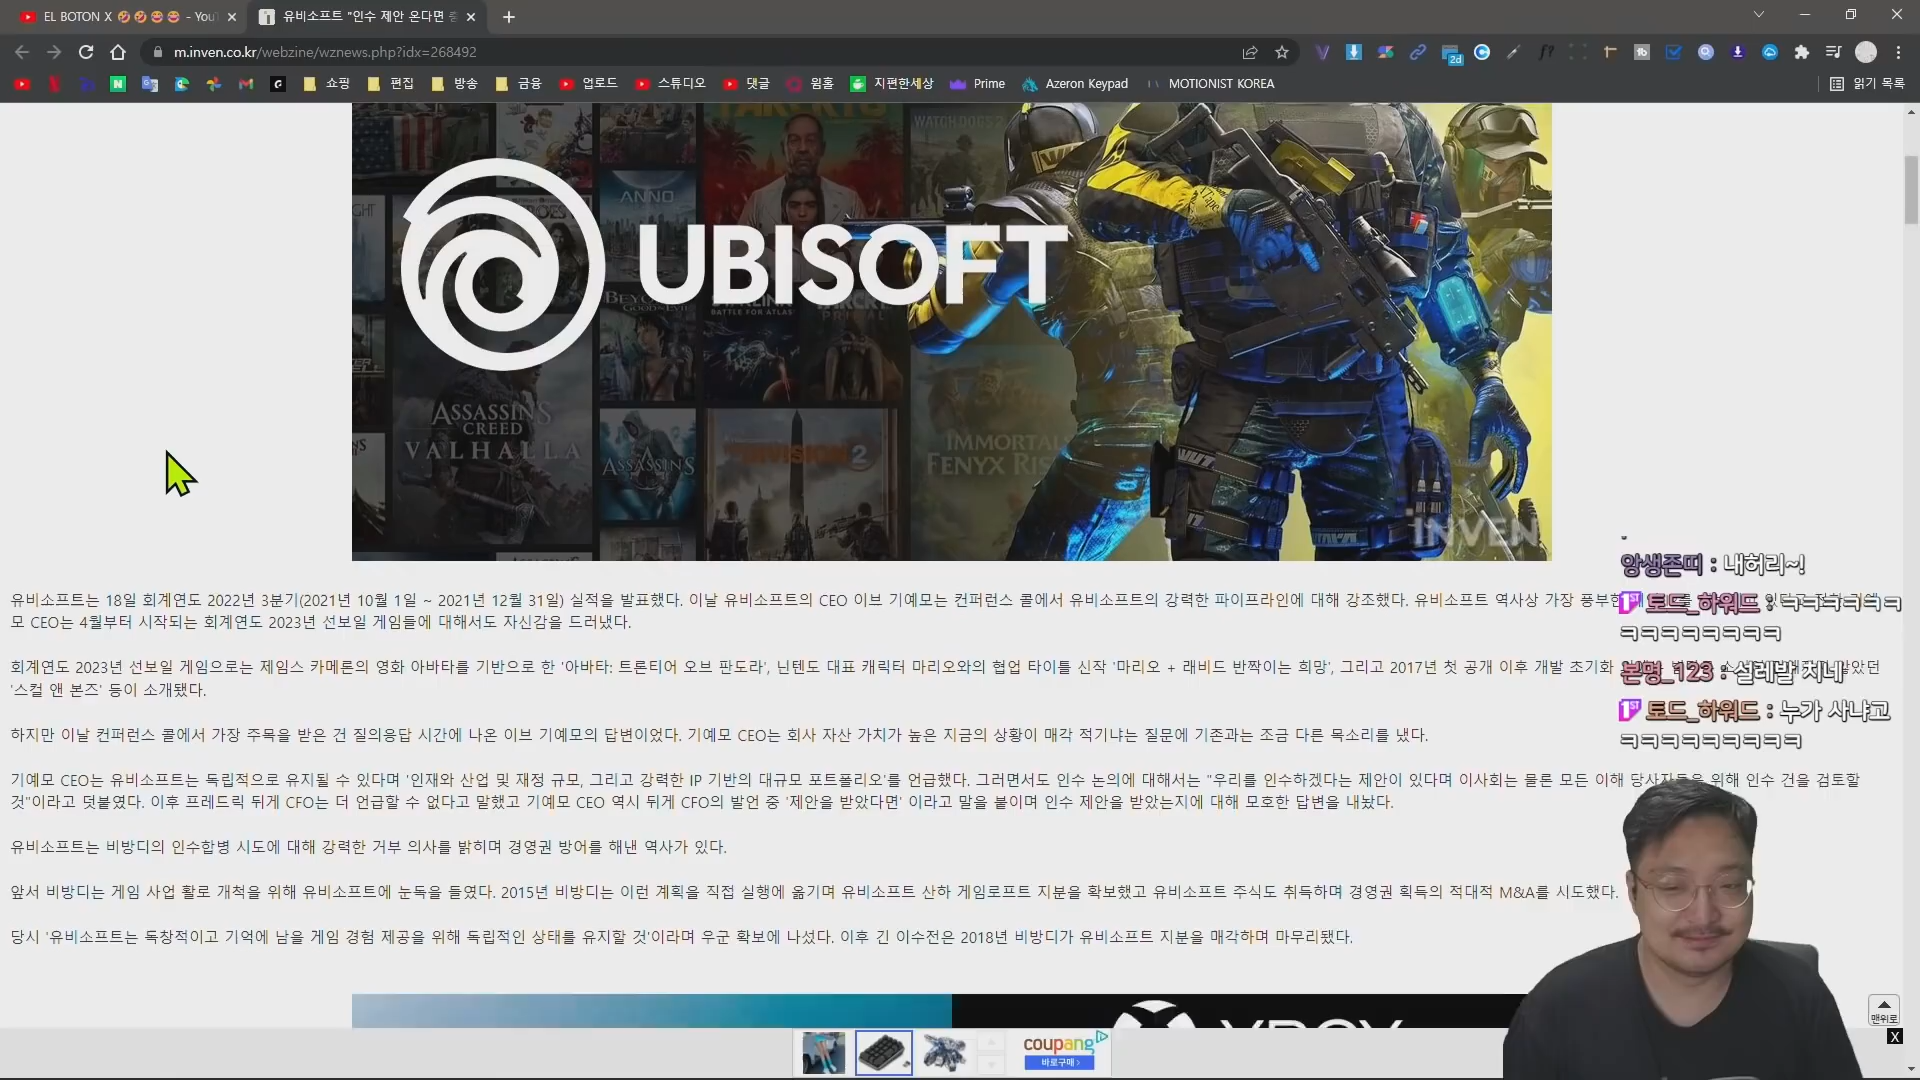 EL BOTON X 🤣🤣😂😂 - You
유비소프트 "인수 제안 온다면
m.inven.co.kr/webzine/wznews.php?idx=268492
2d
쇼핑
편집
방송
금융
업로드
스튜디오
댓글
윔홀
지편한세상
Prime
Azeron Keypad
MOTIONIST KOREA
읽기 목록
WATCH DOGS 2
ANNO
UBISOFT
BATTLE FOR ATLAS
PRIMAL
ASSASSIN'S
CREED
VALHALLA
ASSASSINS
2
IMMORTAL
FENYX RIS
INVEN
유비소프트는 18일 회계연도 2022년 3분기(2021년 10월 1일 ~ 2021년 12월 31일) 실적을 발표했다. 이날 유비소프트의 CEO 이브 기예모는 컨퍼런스 콜에서 유비소프트의 강력한 파이프라인에 대해 강조했다. 유비소프트 역사상 가장 풍부한
모 CEO는 4월부터 시작되는 회계연도 2023년 선보일 게임들에 대해서도 자신감을 드러냈다.
회계연도 2023년 선보일 게임으로는 제임스 카메론의 영화 아바타를 기반으로 한 '아바타: 트론티어 오브 판도라', 닌텐도 대표 캐릭터 마리오와의 협업 타이틀 신작 '마리오 + 래비드 반짝이는 희망', 그리고 2017년 첫 공개 이후 개발 초기화
'스컬 앤 본즈' 등이 소개됐다.
하지만 이날 컨퍼런스 콜에서 가장 주목을 받은 건 질의응답 시간에 나온 이브 기예모의 답변이었다. 기예모 CEO는 회사 자산 가치가 높은 지금의 상황이 매각 적기냐는 질문에 기존과는 조금 다른 목소리를 냈다.
기예모 CEO는 유비소프트는 독립적으로 유지될 수 있다며 '인재와 산업 및 재정 규모, 그리고 강력한 IP 기반의 대규모 포트폴리오'를 언급했다. 그러면서도 인수 논의에 대해서는 "우리를 인수하겠다는 제안이 있다며 이사회는 물론 모든 이해 당사자들을 위해 인수 건을 검토할
것"이라고 덧붙였다. 이후 프레드릭 뒤게 CFO는 더 언급할 수 없다고 말했고 기예모 CEO 역시 뒤게 CFO의 발언 중 '제안을 받았다면' 이라고 말을 붙이며 인수 제안을 받았는지에 대해 모호한 답변을 내놨다.
유비소프트는 비방디의 인수합병 시도에 대해 강력한 거부 의사를 밝히며 경영권 방어를 해낸 역사가 있다.
앞서 비방디는 게임 사업 활로 개척을 위해 유비소프트에 눈독을 들였다. 2015년 비방디는 이런 계획을 직접 실행에 옮기며 유비소프트 산하 게임로프트 지분을 확보했고 유비소프트 주식도 취득하며 경영권 획득의 적대적 M&A를 시도했다.
당시 '유비소프트는 독창적이고 기억에 남을 게임 경험 제공을 위해 독립적인 상태를 유지할 것'이라며 우군 확보에 나섰다. 이후 긴 이수전은 2018년 비방디가 유비소프트 지분을 매각하며 마무리됐다.
앙생존띠 : 내허리~!
1ST 토드_하워드 : ㅋㅋㅋㅋㅋㅋ
ㅋㅋㅋㅋㅋㅋㅋㅋ
본명_123 : 설레발 치네
1ST 토드_하워드 : 누가 사냐고
ㅋㅋㅋㅋㅋㅋㅋㅋㅋ
XBOX
coupang
바로구매 >
맨위로
X